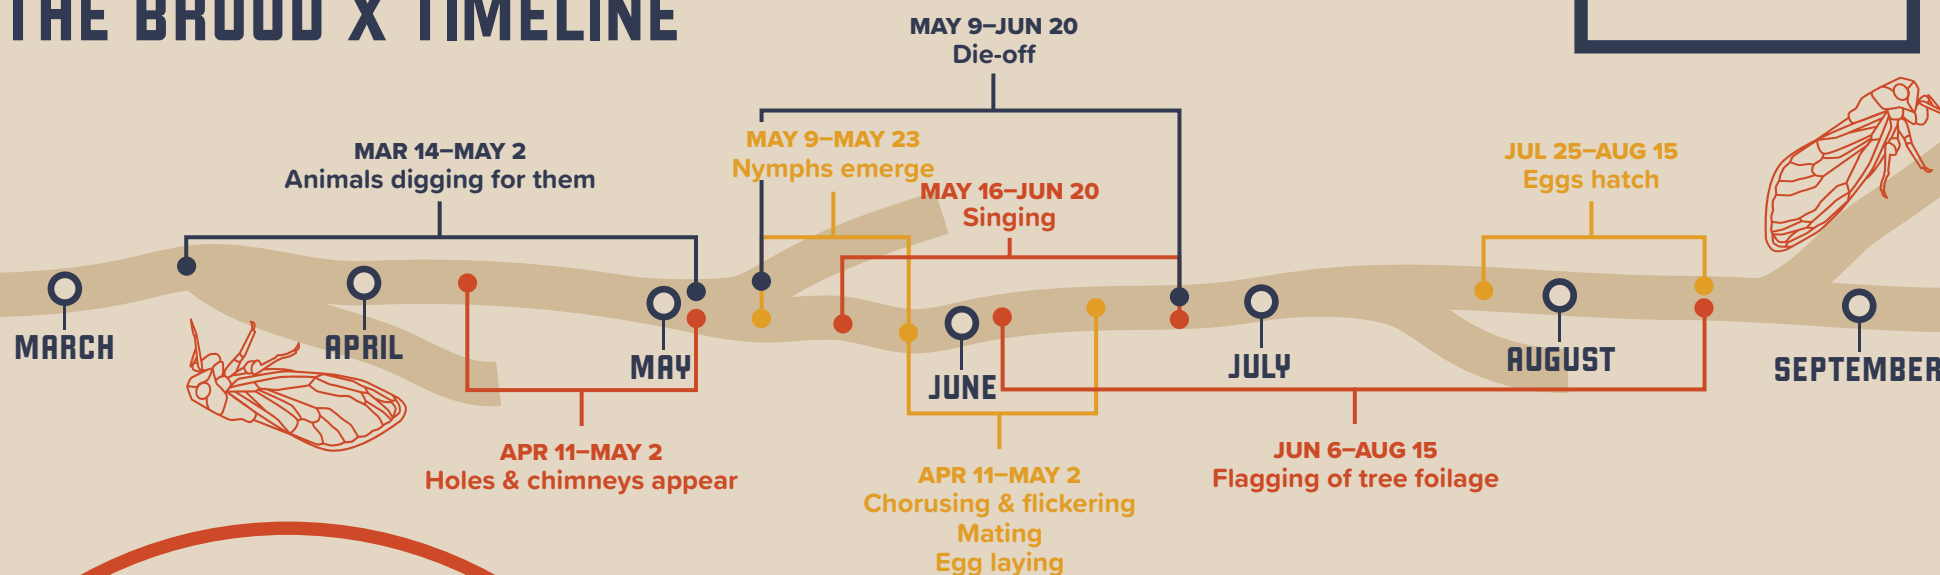 THE BROOD X TIMELINE
MAY 9–JUN 20
Die-off
MAR 14–MAY 2
Animals digging for them
MAY 9–MAY 23
Nymphs emerge
MAY 16–JUN 20
Singing
JUL 25–AUG 15
Eggs hatch
MARCH
APRIL
MAY
JUNE
JULY
AUGUST
SEPTEMBER
APR 11–MAY 2
Holes & chimneys appear
APR 11–MAY 2
Chorusing & flickering
Mating
Egg laying
JUN 6–AUG 15
Flagging of tree foilage